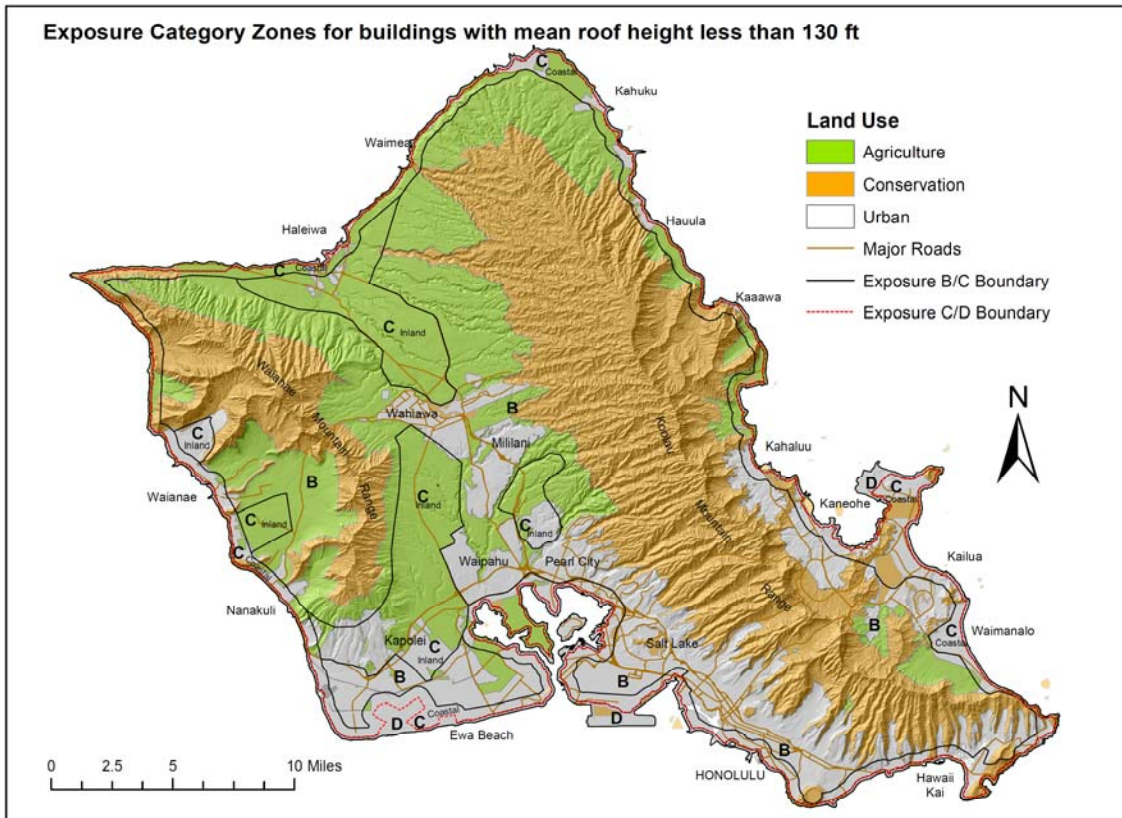 Exposure Category Zones for buildings with mean roof height less than 130 ft
C
Coastal
Kahuku
Waimea
Land Use
Agriculture
Conservation
Urban
Major Roads
Exposure B/C Boundary
Exposure C/D Boundary
Haleiwa
Hauula
C
Coastal
Kaaawa
C Inland
Waianae
Mountain
Range
Wahiawa
B
Mililani
Koolau
Mountain
Range
N
C
Inland
B
C
Inland
C
Inland
Kahaluu
Kaneohe
D
C
Coastal
Waianae
C Inland
C
Coastal
Waipahu
Pearl City
Kailua
Nanakuli
Kapolei
C
Inland
Salt Lake
B
C
Coastal
Waimanalo
B
B
D
C
Coastal
Ewa Beach
D
B
HONOLULU
Hawaii
Kai
0 2.5 5 10 Miles